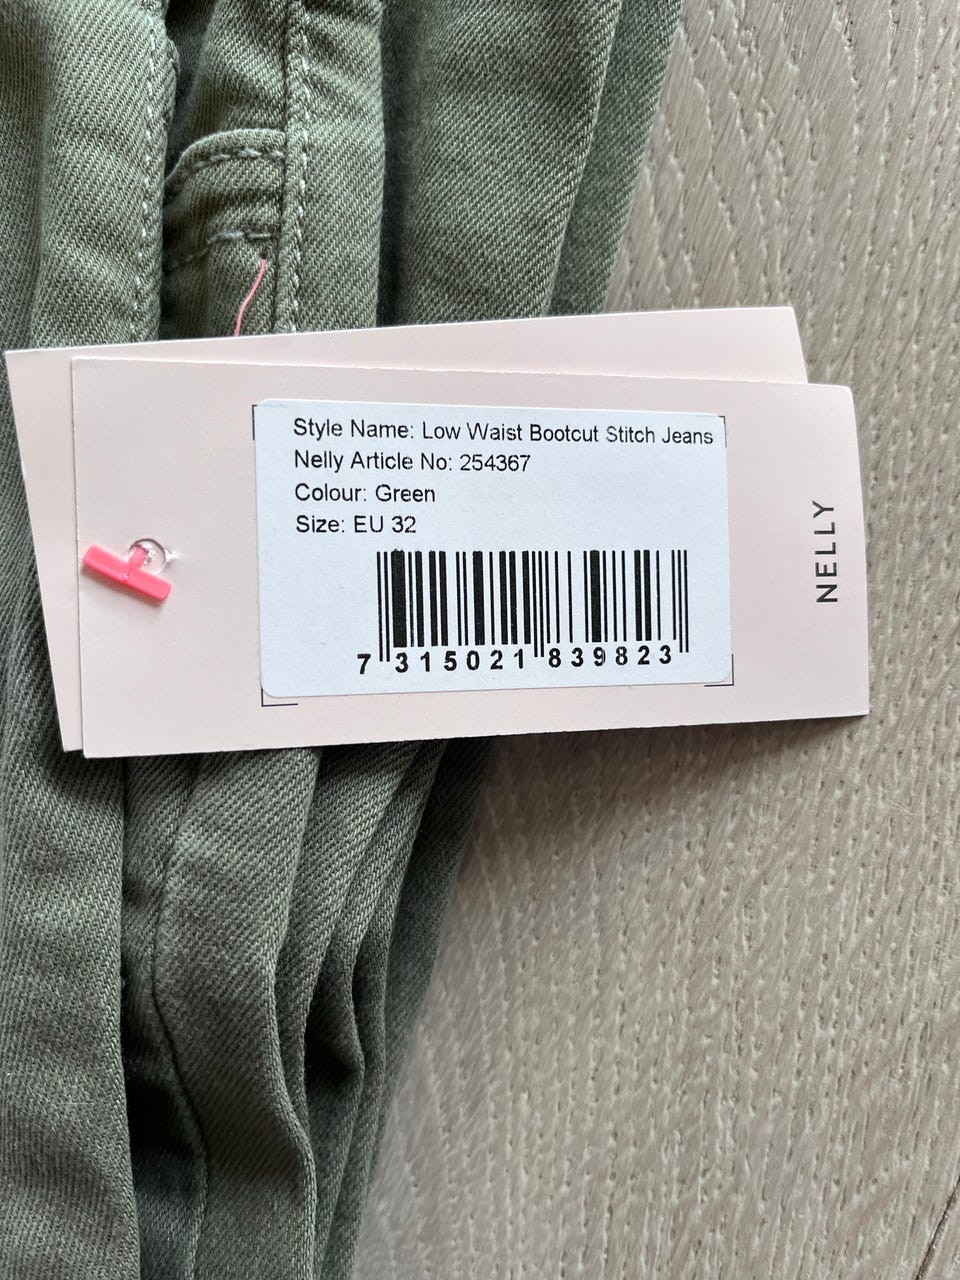 Style Name: Low Waist Bootcut Stitch Jeans
Nelly Article No: 254367
Colour: Green
Size: EU 32
7 315021 839823
NELLY